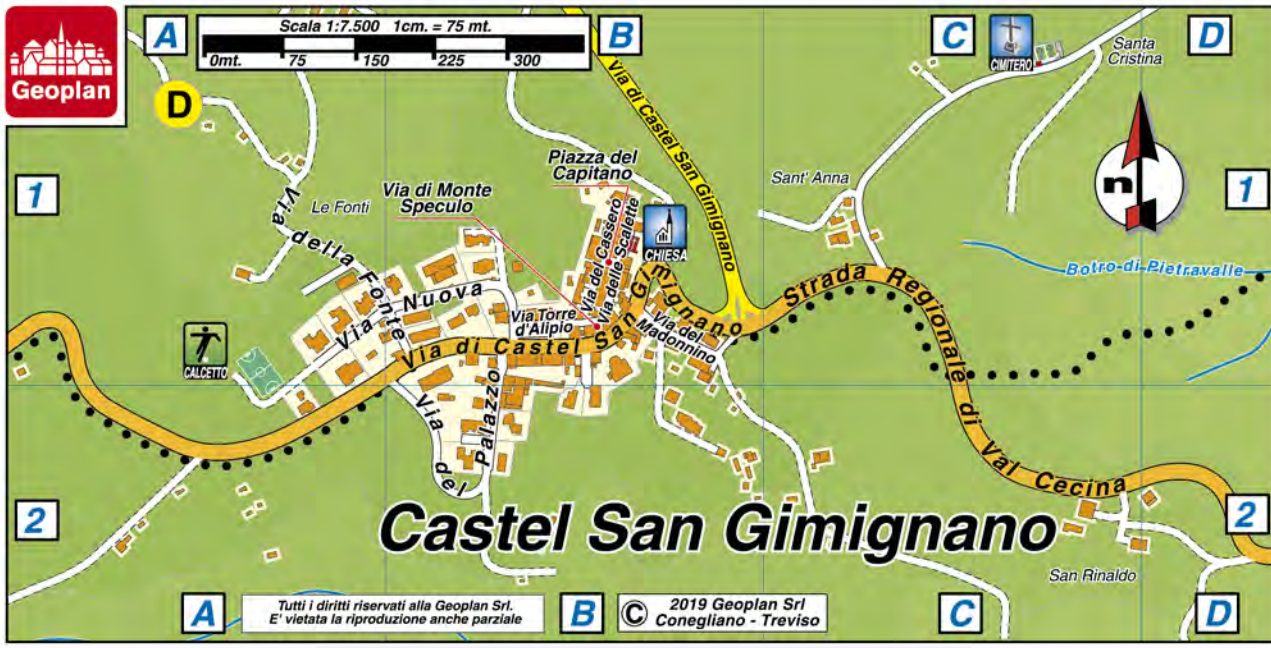 Geoplan
A
Scala 1:7.500 1cm. = 75 mt.
0mt. 75 150 225 300
B
C
D
CIMITERO
Santa
Cristina
D
1
Via di Castel San Gimignano
Piazza del
Capitano
Via di Monte
Speculo
Le Fonti
Sant' Anna
n
1
Via della Fonte
Via del Cassero
Via delle Scalette
CHIESA
Botro di Pietravalle
Via Nuova
Via Torre
d'Alipio
Via di Castel San Gimignano
Via del
Madonnino
Strada Regionale di Val Cecina
CALCETTO
Via del Palazzo
2
Castel San Gimignano
2
San Rinaldo
A
Tutti i diritti riservati alla Geoplan Srl.
E' vietata la riproduzione anche parziale
B
© 2019 Geoplan Srl
Conegliano - Treviso
C
D